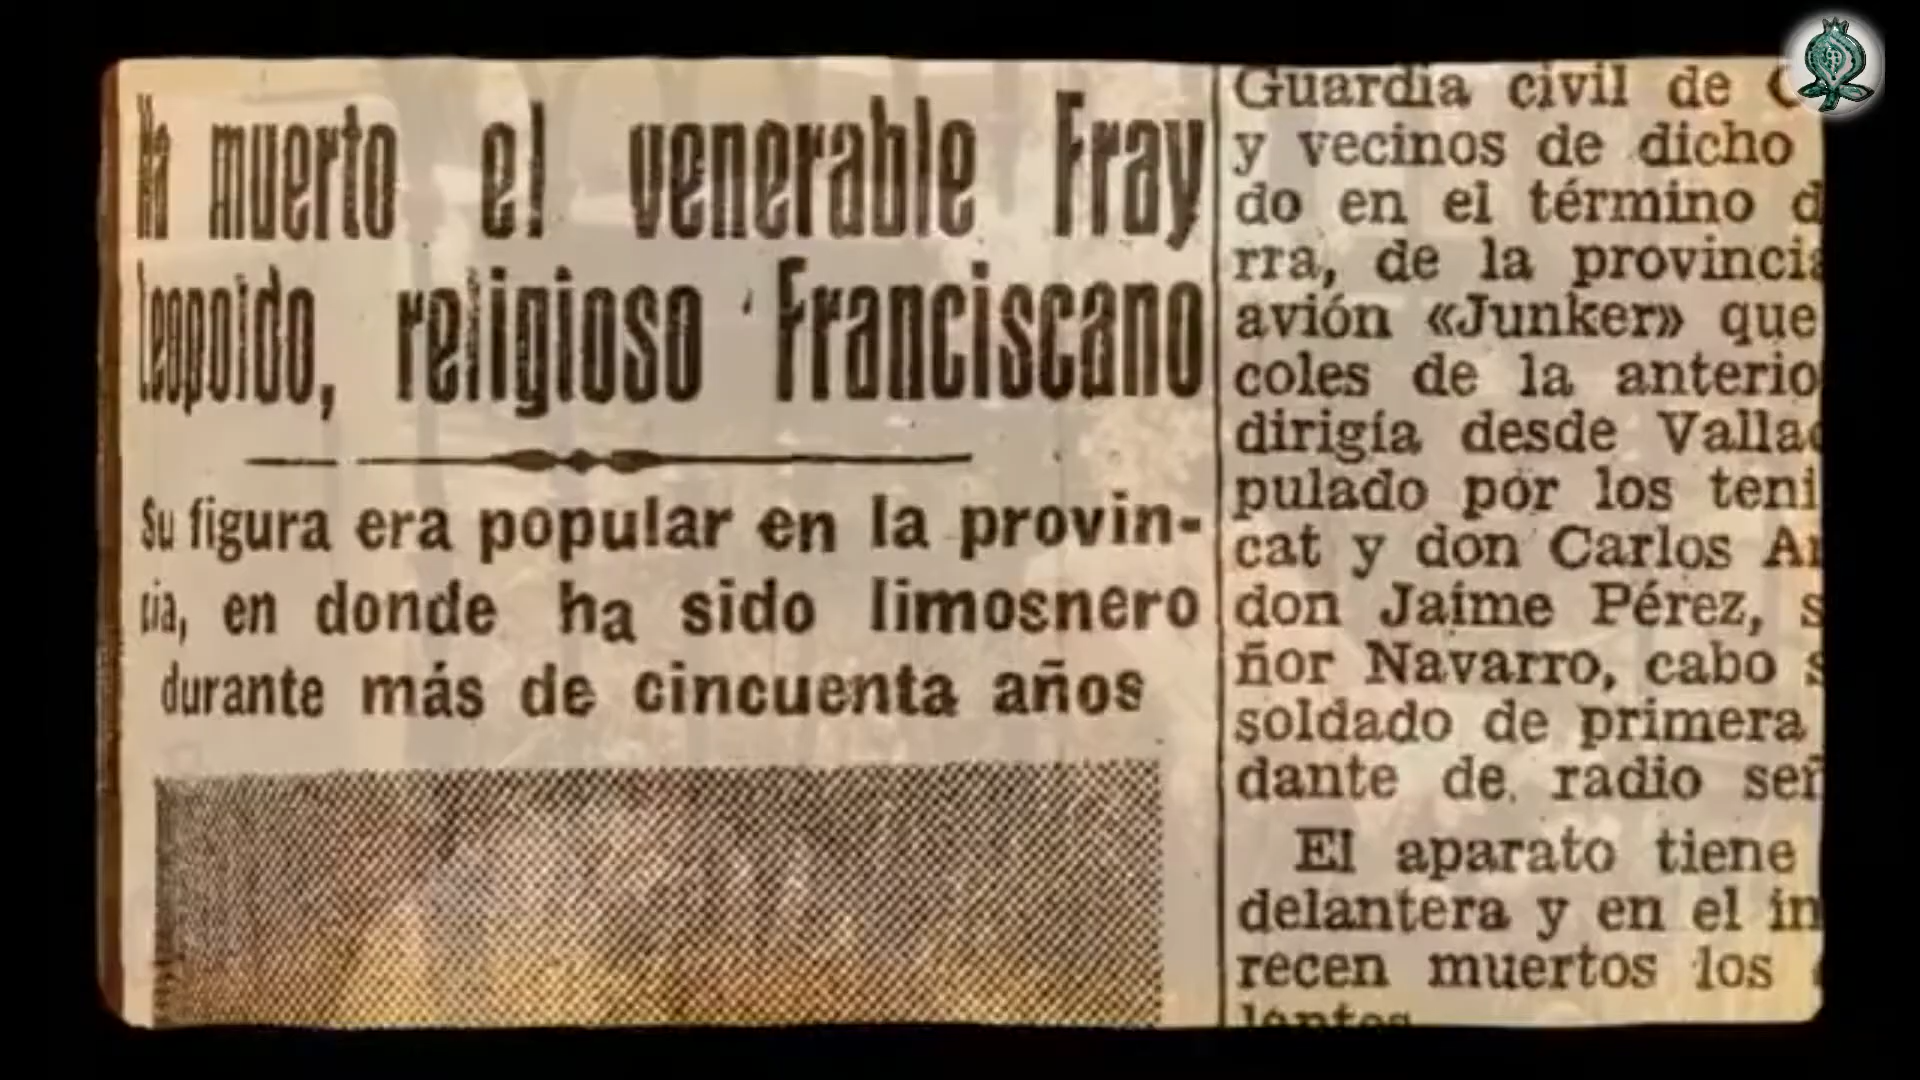 Ha muerto el venerable Fray
Leopoldo, religioso Franciscano
Su figura era popular en la provin-
cia, en donde ha sido limosnero
durante más de cincuenta años
Guardia civil de
y vecinos de dicho
do en el término d
rra, de la provincia
avión «Junker» que
coles de la anterio
dirigía desde Vallad
pulado por los teni
cat y don Carlos
don Jaime Pérez, s
ñor Navarro, cabo s
soldado de primera
dante de radio señ
El aparato tiene
delantera y en el in
recen muertos los